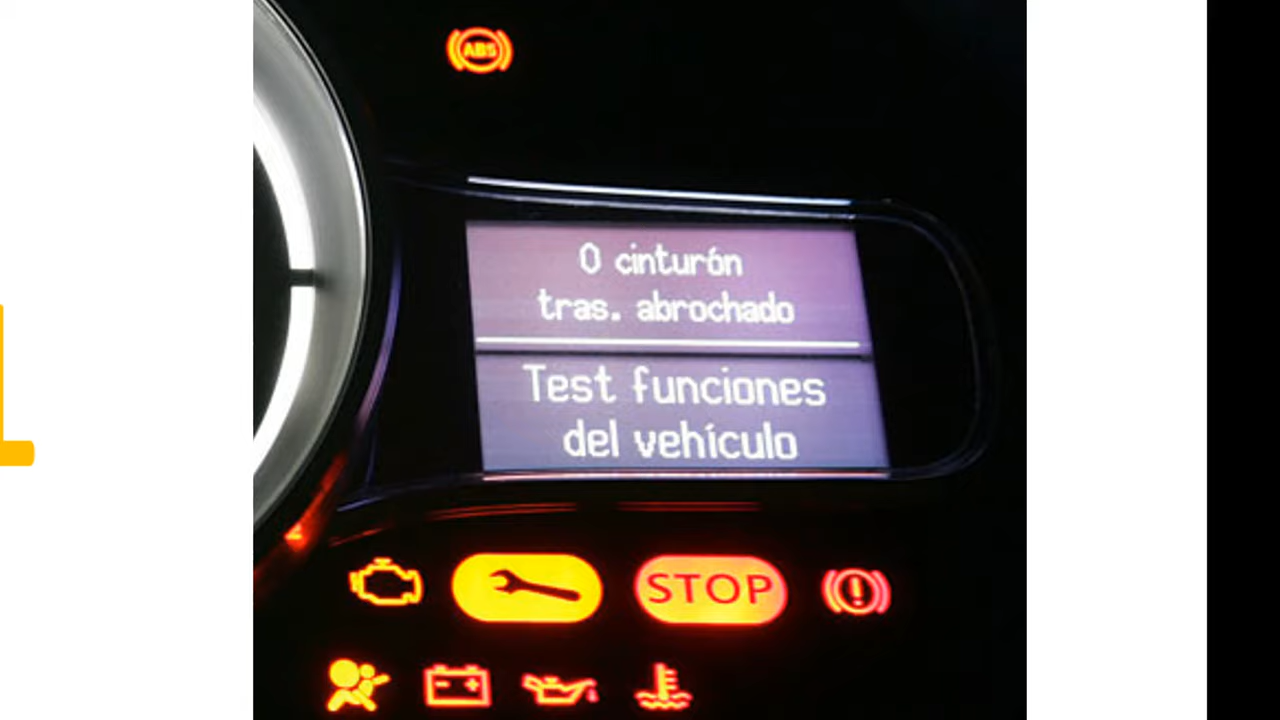 ABS
0 cinturón
tras. abrochado
Test funciones
del vehículo
STOP